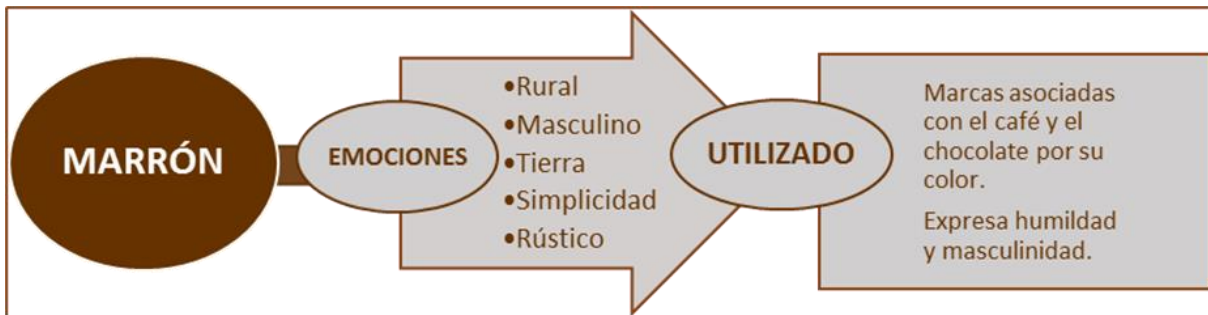 MARRÓN
EMOCIONES
•Rural
•Masculino
•Tierra
•Simplicidad
•Rústico
UTILIZADO
Marcas asociadas
con el café y el
chocolate por su
color.
Expresa humildad
y masculinidad.